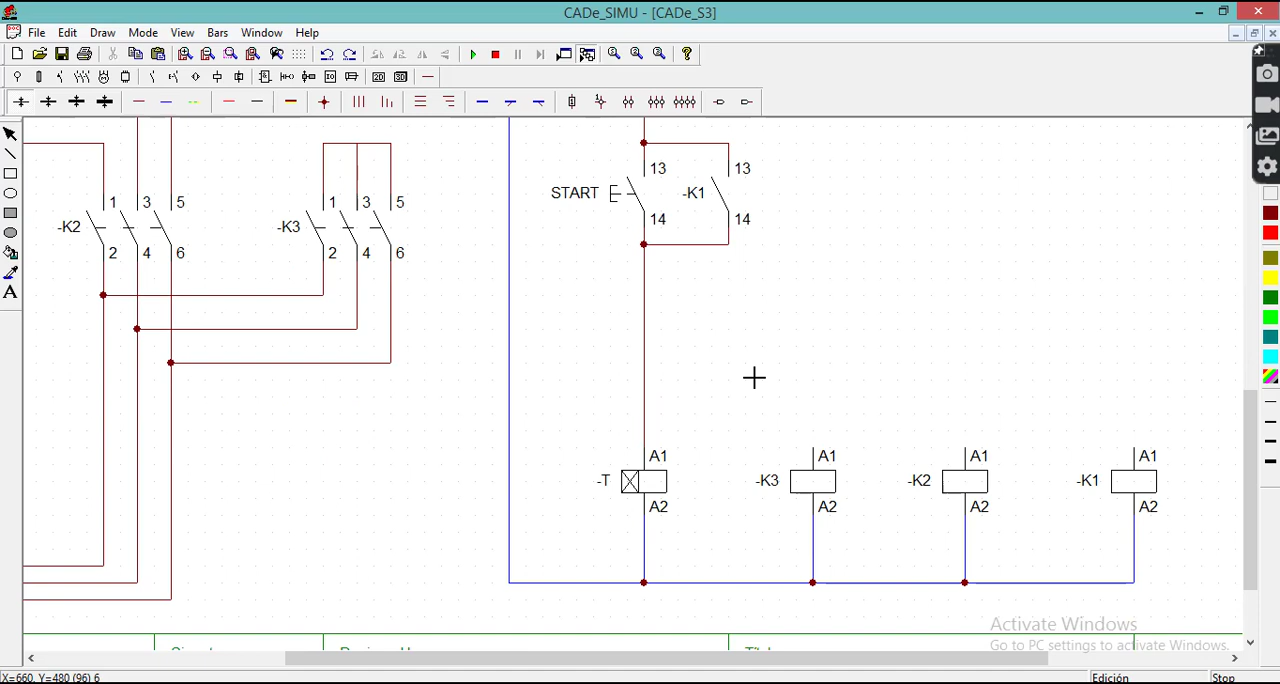 CADe_SIMU - [CADe_S3]
File Edit Draw Mode View Bars Window Help
13 13
START -K1
14 14
1 3 5 1 3 5
-K2 -K3
2 4 6 2 4 6
A1 A1 A1 A1
-T -K3 -K2 -K1
A2 A2 A2 A2
Activate Windows
Go to PC settings to activate Windows.
X=660, Y=480 (96) 6 Edición Stop